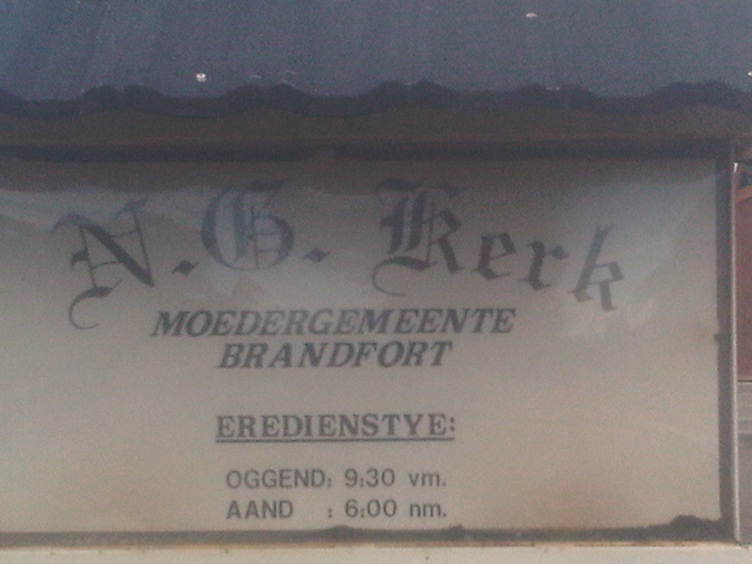 N.G. Kerk
MOEDERGEMEENTE
BRANDFORT
EREDIENSTYE:
OGGEND: 9:30 vm.
AAND : 6:00 nm.